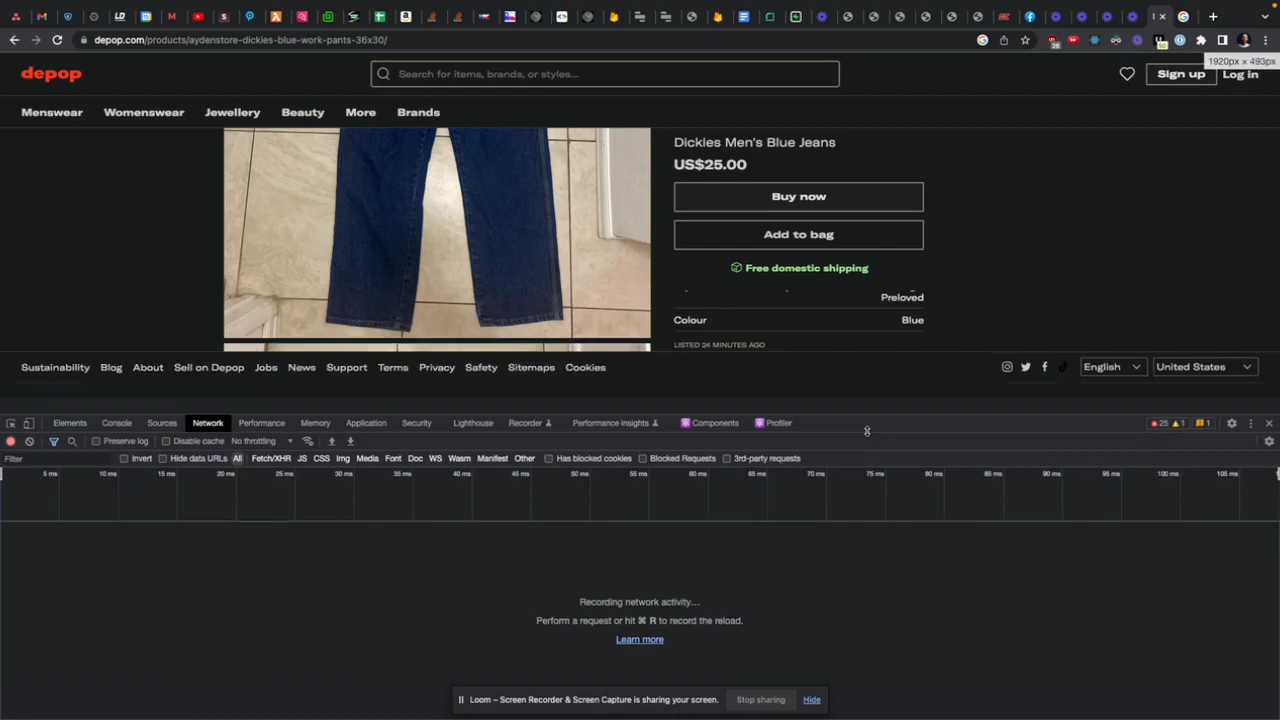 depop.com/products/aydenstore-dickies-blue-work-pants-36x30/
1920px × 493px
depop
Search for items, brands, or styles...
Sign up
Log in
Menswear
Womenswear
Jewellery
Beauty
More
Brands
Dickies Men's Blue Jeans
US$25.00
Buy now
Add to bag
Free domestic shipping
Preloved
Colour
Blue
LISTED 24 MINUTES AGO
Sustainability
Blog
About
Sell on Depop
Jobs
News
Support
Terms
Privacy
Safety
Sitemaps
Cookies
English
United States
Elements
Console
Sources
Network
Performance
Memory
Application
Security
Lighthouse
Recorder
Performance insights
Components
Profiler
25
1
1
Preserve log
Disable cache
No throttling
Filter
Invert
Hide data URLs
All
Fetch/XHR
JS
CSS
Img
Media
Font
Doc
WS
Wasm
Manifest
Other
Has blocked cookies
Blocked Requests
3rd-party requests
5 ms
10 ms
15 ms
20 ms
25 ms
30 ms
35 ms
40 ms
45 ms
50 ms
55 ms
60 ms
65 ms
70 ms
75 ms
80 ms
85 ms
90 ms
95 ms
100 ms
105 ms
Recording network activity...
Perform a request or hit ⌘ R to record the reload.
Learn more
Loom – Screen Recorder & Screen Capture is sharing your screen.
Stop sharing
Hide